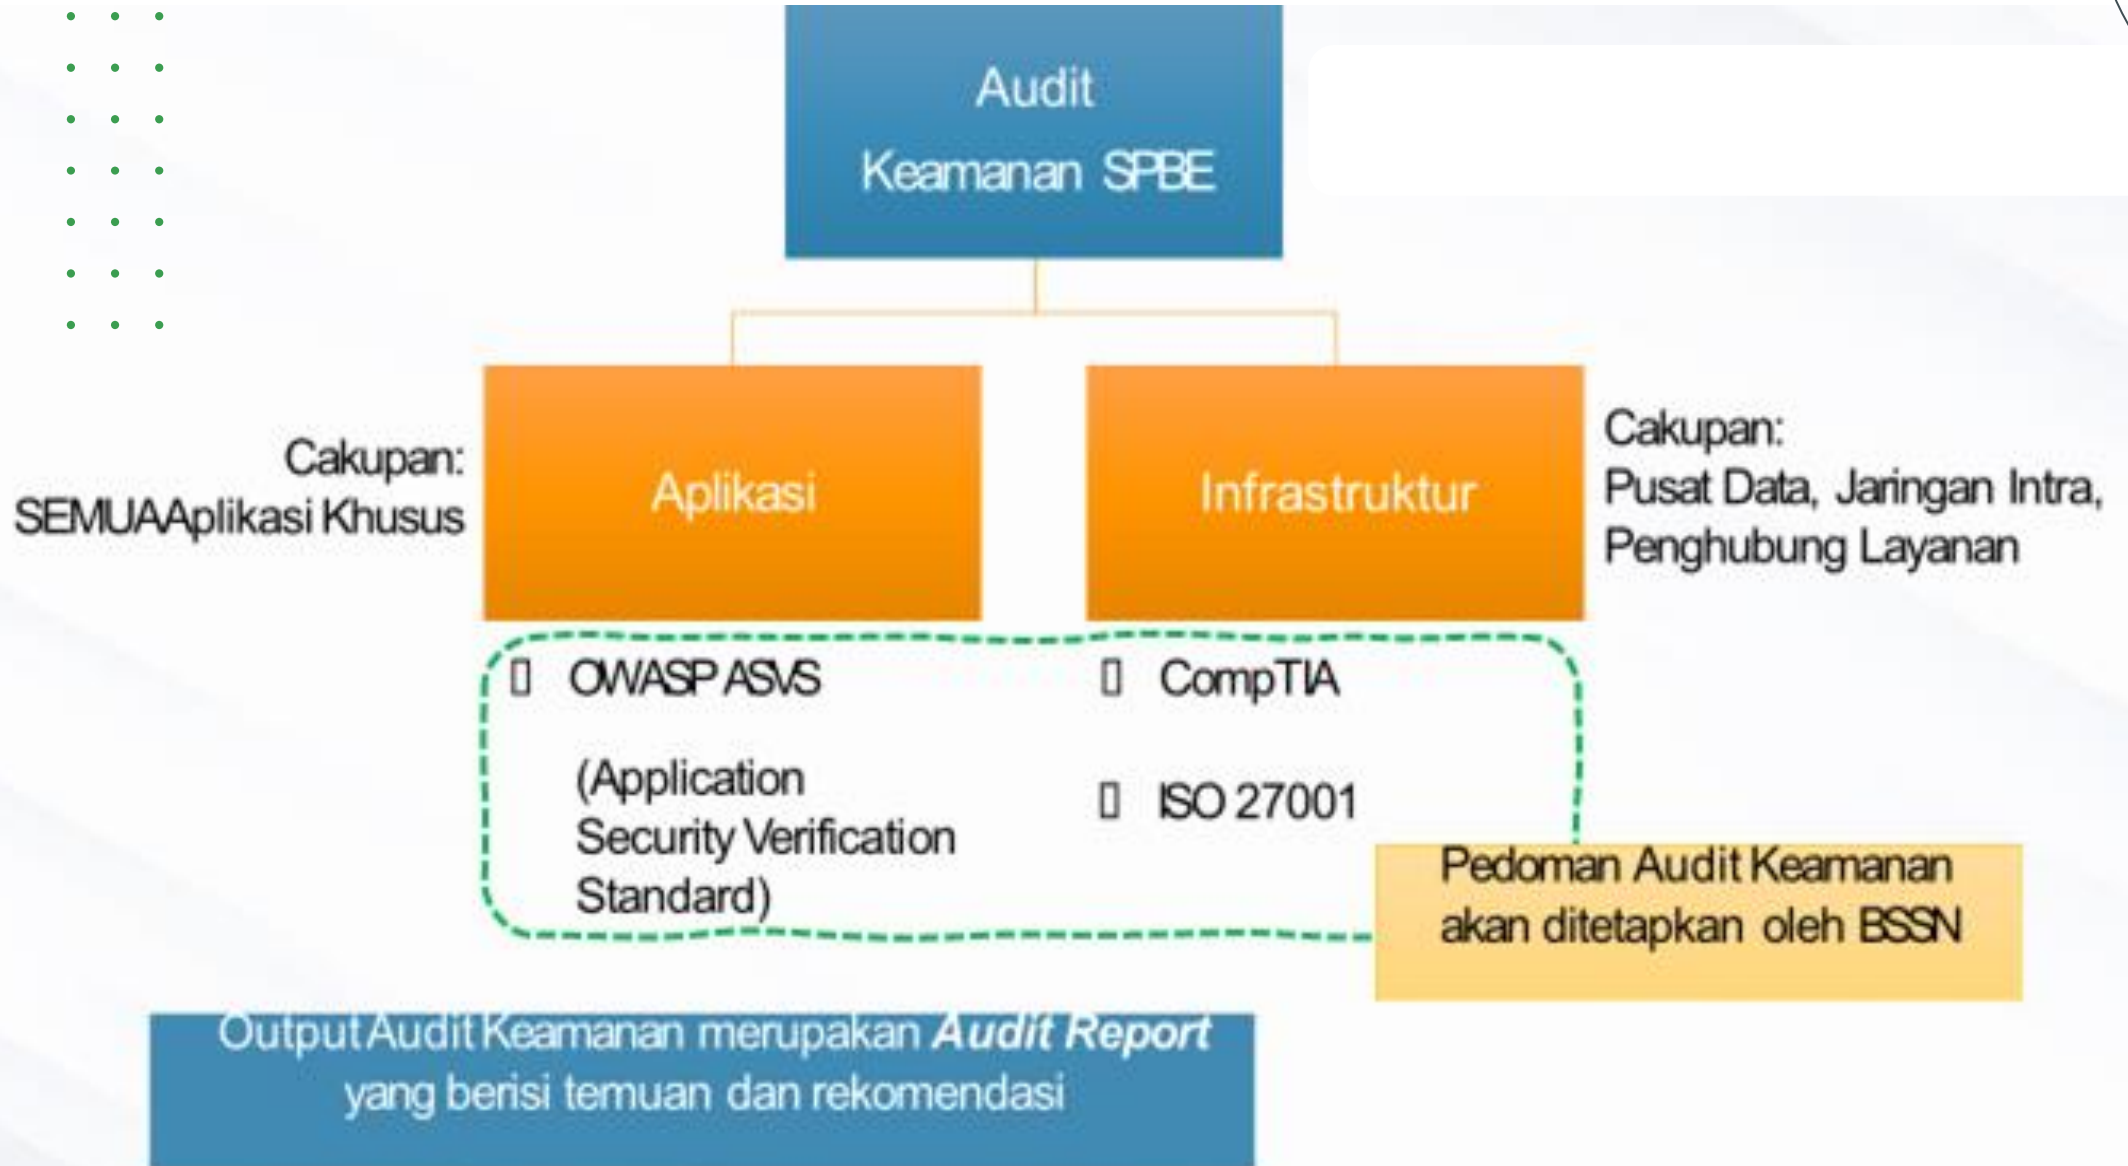 Audit
Keamanan SPBE
Cakupan:
SEMUA Aplikasi Khusus
Aplikasi
Infrastruktur
Cakupan:
Pusat Data, Jaringan Intra,
Penghubung Layanan
OWASP ASVS
(Application
Security Verification
Standard)
CompTIA
ISO 27001
Pedoman Audit Keamanan
akan ditetapkan oleh BSSN
Output Audit Keamanan merupakan Audit Report
yang berisi temuan dan rekomendasi